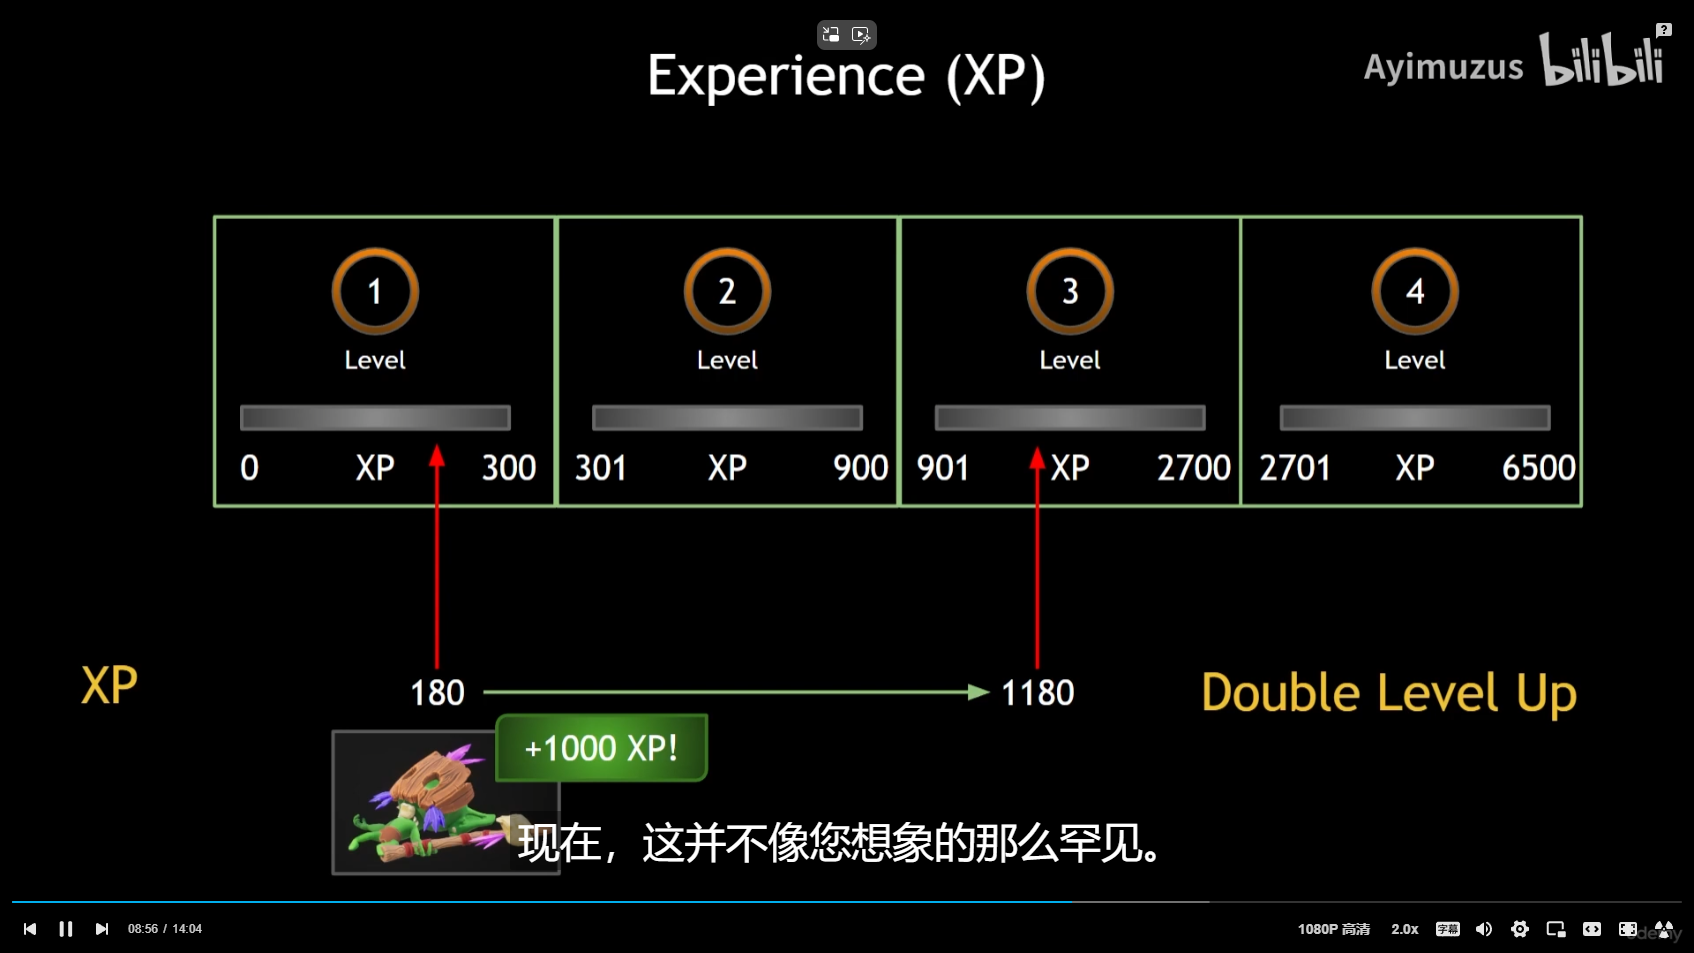 Experience (XP)
Ayimuzus bilibili
1 2 3 4
Level Level Level Level
0 XP 300 301 XP 900 901 XP 2700 2701 XP 6500
XP 180 1180 Double Level Up
+1000 XP!
现在，这并不像您想象的那么罕见。
08:56 / 14:04 1080P 高清 2.0x 字幕
udemy